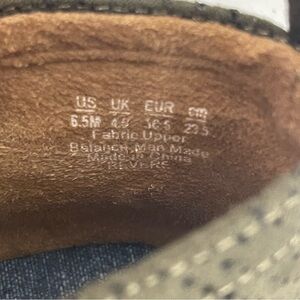 US UK EUR cm
6.5M 4.5 36.5 23.5
Fabric Upper
Balance Man Made
Made in China
REVERE